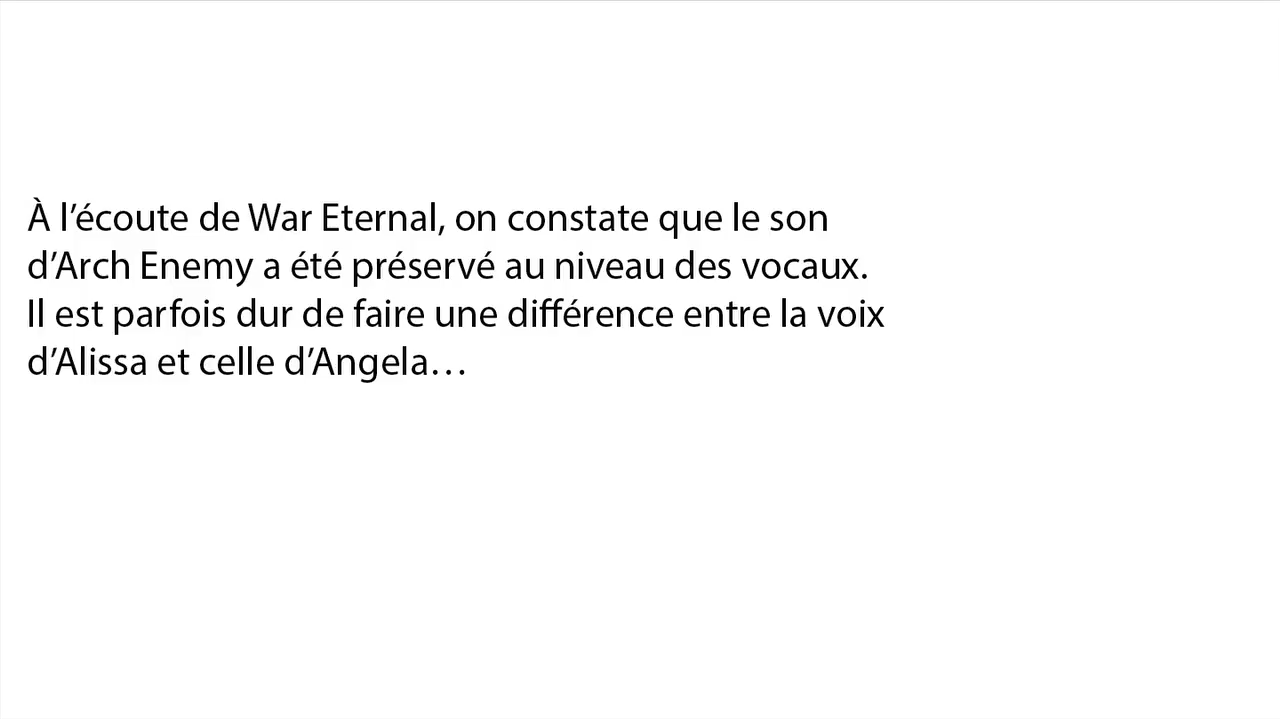 À l’écoute de War Eternal, on constate que le son
d’Arch Enemy a été préservé au niveau des vocaux.
Il est parfois dur de faire une différence entre la voix
d’Alissa et celle d’Angela…